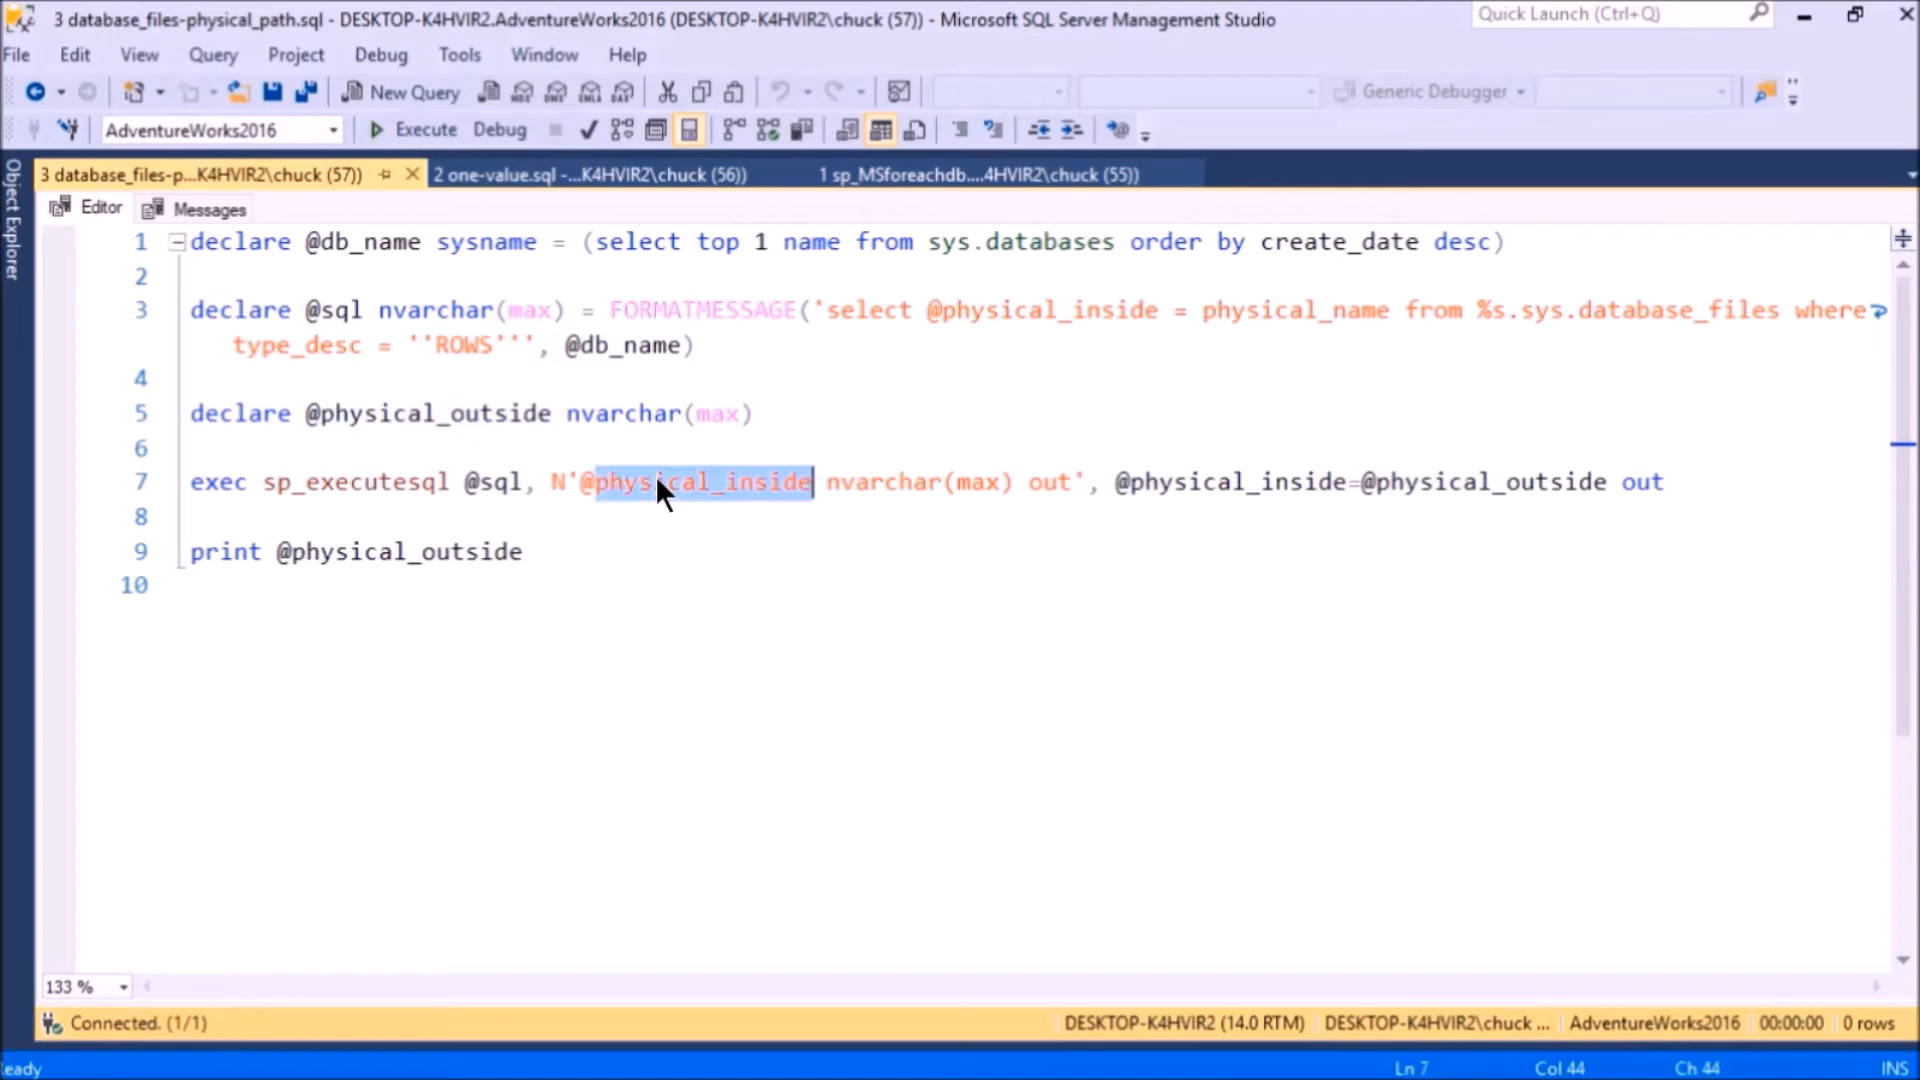 3 database_files-physical_path.sql - DESKTOP-K4HVIR2.AdventureWorks2016 (DESKTOP-K4HVIR2\chuck (57)) - Microsoft SQL Server Management Studio
Quick Launch (Ctrl+Q)
File Edit View Query Project Debug Tools Window Help
New Query
MDX DMX XMLA DAX
Generic Debugger
AdventureWorks2016
Execute Debug
3 database_files-p...K4HVIR2\chuck (57))
2 one-value.sql -...K4HVIR2\chuck (56))
1 sp_MSforeachdb....4HVIR2\chuck (55))
Object Explorer
Editor Messages
1 declare @db_name sysname = (select top 1 name from sys.databases order by create_date desc)
2
3 declare @sql nvarchar(max) = FORMATMESSAGE('select @physical_inside = physical_name from %s.sys.database_files where
type_desc = ''ROWS''', @db_name)
4
5 declare @physical_outside nvarchar(max)
6
7 exec sp_executesql @sql, N'@physical_inside nvarchar(max) out', @physical_inside=@physical_outside out
8
9 print @physical_outside
10
133 %
Connected. (1/1)
DESKTOP-K4HVIR2 (14.0 RTM) DESKTOP-K4HVIR2\chuck ... AdventureWorks2016 00:00:00 0 rows
eady
Ln 7 Col 44 Ch 44 INS